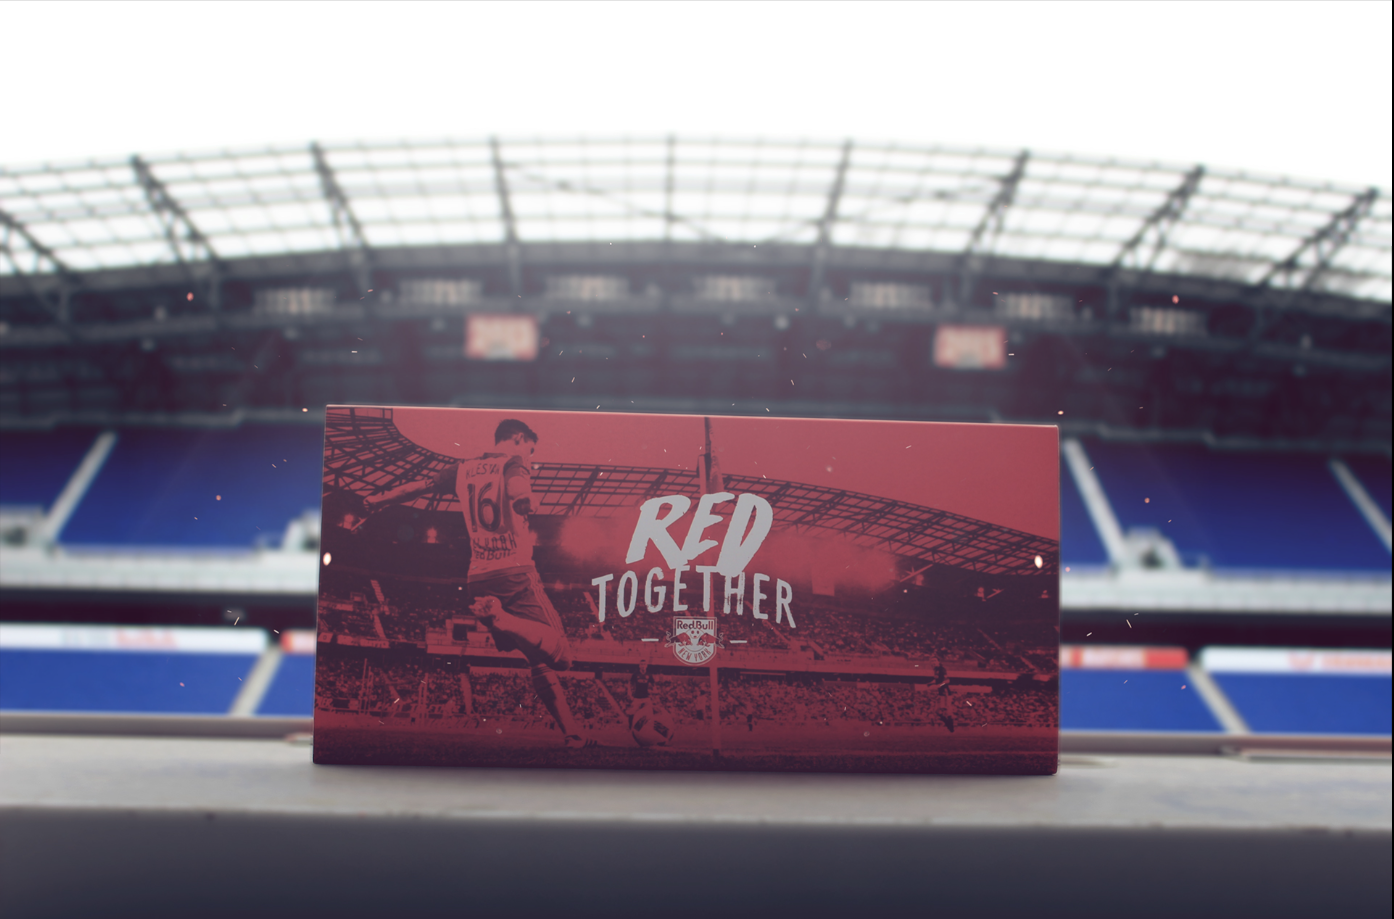 KLESTAN
16
RED
TOGETHER
Red Bull
NEW YORK